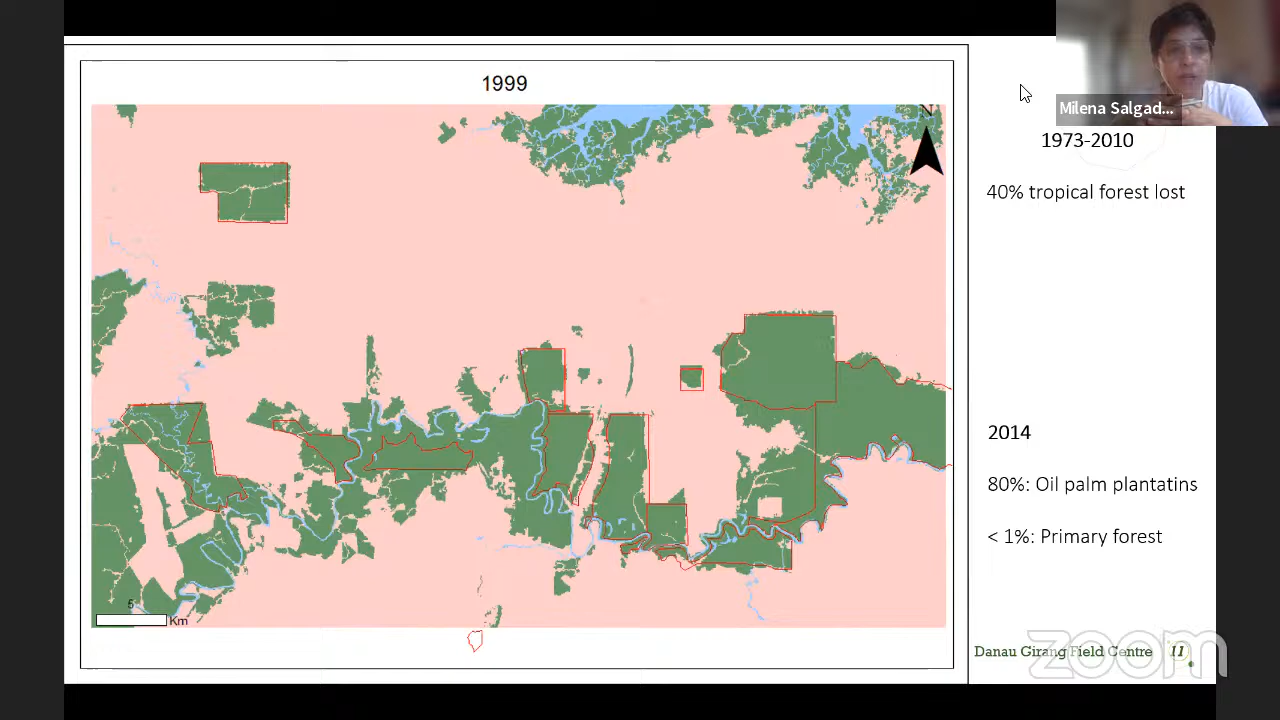 1999
N
5
Km
Milena Salgad...
1973-2010
40% tropical forest lost
2014
80%: Oil palm plantatins
< 1%: Primary forest
Danau Girang Field Centre 11
zoom